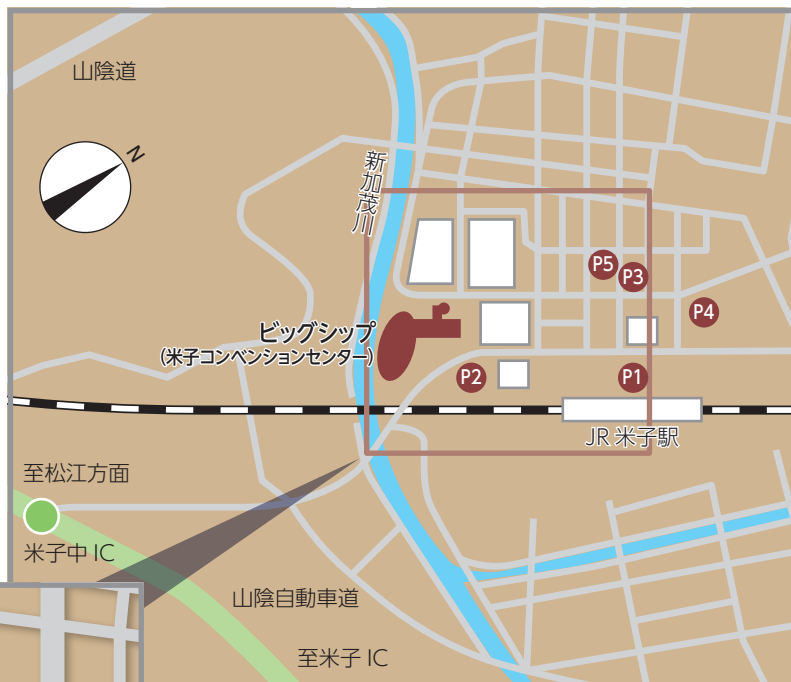 山陰道
N
新加茂川
P5
P3
P4
ビッグシップ
(米子コンベンションセンター)
P2
P1
JR 米子駅
至松江方面
米子中 IC
山陰自動車道
至米子 IC